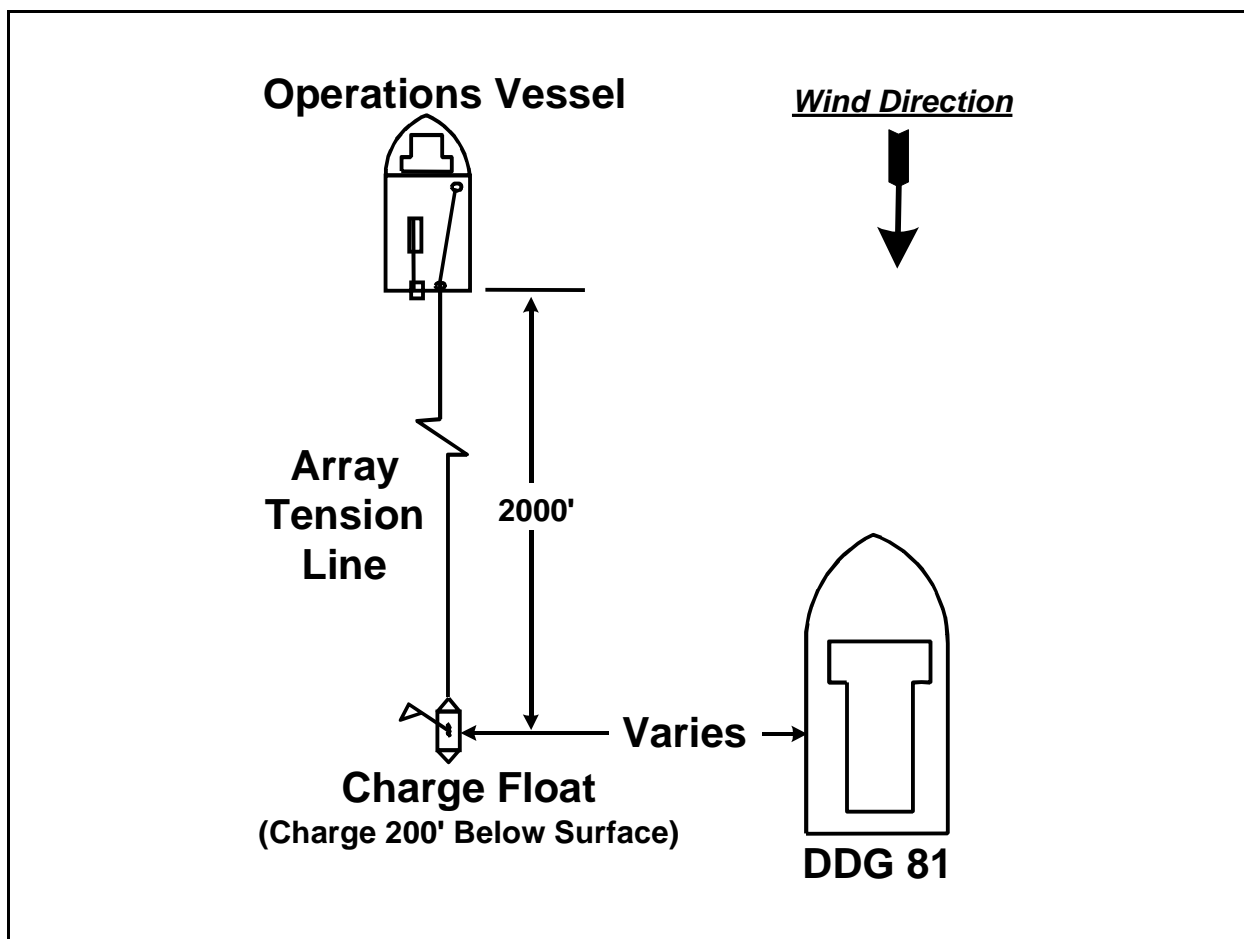 Operations Vessel
Wind Direction
Array
Tension
Line
2000'
Varies
Charge Float
(Charge 200' Below Surface)
DDG 81